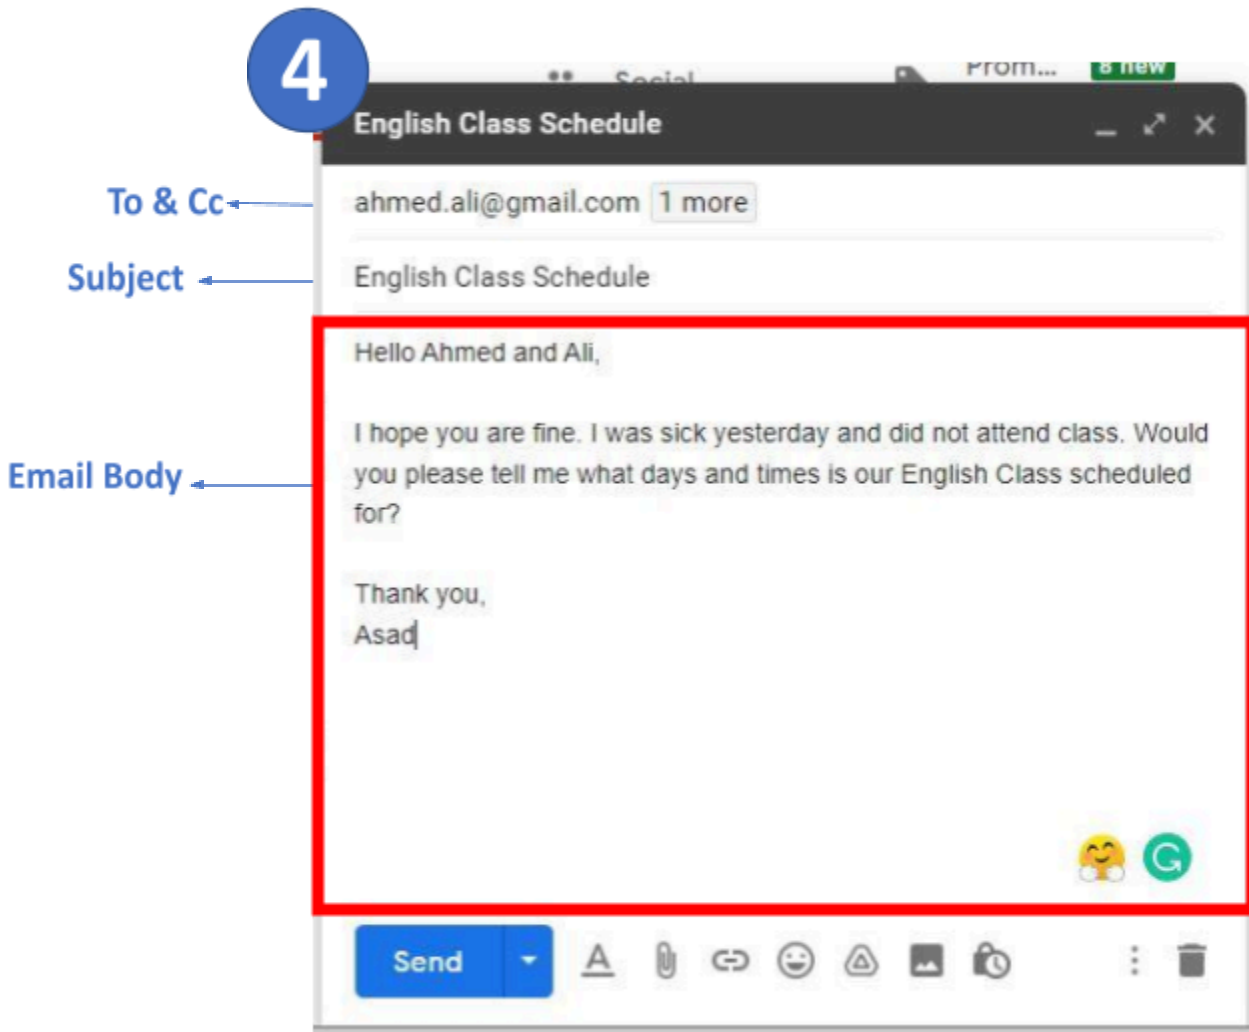 4
Social
Prom...
8 new
English Class Schedule
To & Cc
ahmed.ali@gmail.com 1 more
Subject
English Class Schedule
Hello Ahmed and Ali,
I hope you are fine. I was sick yesterday and did not attend class. Would
you please tell me what days and times is our English Class scheduled
for?
Email Body
Thank you,
Asad
Send